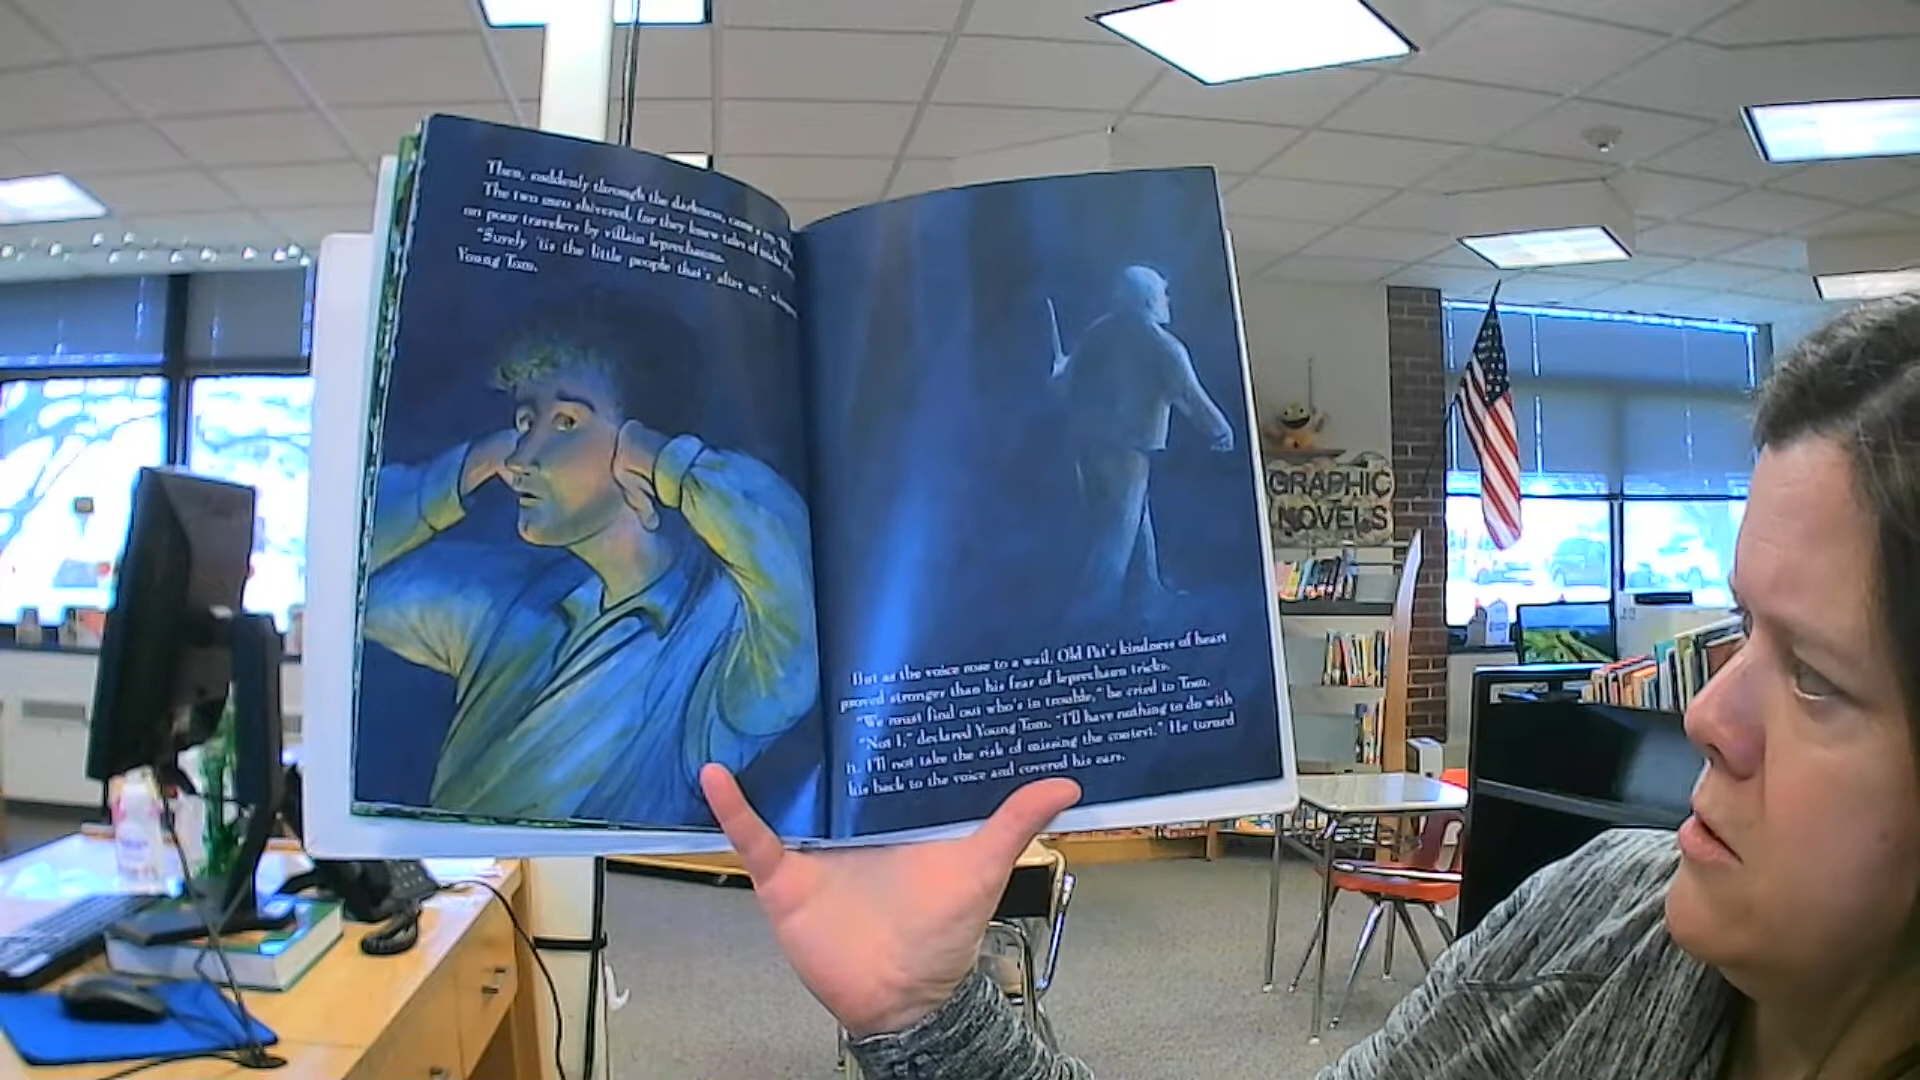 Then, suddenly through the darkness, came a cry.
The two men shivered, for they knew tales of tricks
on poor travelers by villain leprechauns.
"Surely 'tis the little people that's after us,"
Young Tom.
But as the voice rose to a wail, Old Pat's kindness of heart
proved stronger than his fear of leprechaun tricks.
"We must find out who's in trouble," he cried to Tom.
"Not I," declared Young Tom. "I'll have nothing to do with
it. I'll not take the risk of missing the contest." He turned
his back to the voice and covered his ears.
GRAPHIC
NOVELS